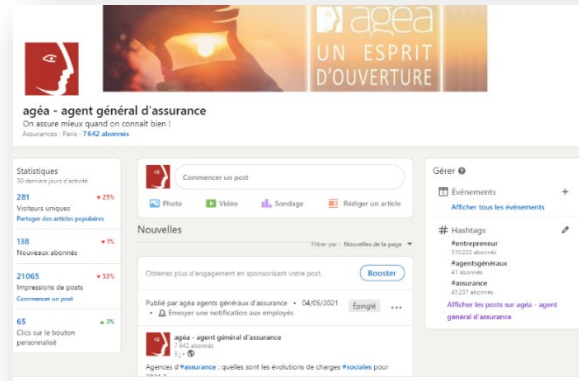 agéa
UN ESPRIT
D'OUVERTURE
agéa - agent général d'assurance
On assure mieux quand on connaît bien !
Assurances - Paris - 7 642 abonnés
Statistiques
30 derniers jours d'activité
281 ▼ 25%
Visiteurs uniques
Partager des articles populaires
138 ▼ 1%
Nouveaux abonnés
21065 ▼ 53%
Impressions de posts
Commencer un post
65 ▲ 3%
Clics sur le bouton
personnalisé
Commencer un post
Photo Vidéo Sondage Rédiger un article
Nouvelles
Filtrer par : Nouvelles de la page
Obtenez plus d'engagement en sponsorisant votre post. Booster
Publié par agéa agents généraux d'assurance • 04/05/2021 Épinglé
• Envoyer une notification aux employés
agéa - agent général d'assurance
7 642 abonnés
3 j •
Agences d'#assurance : quelles sont les évolutions de charges #sociales pour
Gérer
Événements +
Afficher tous les événements
# Hashtags
#entrepreneur
510222 abonnés
#agentsgénéraux
41 abonnés
#assurance
45297 abonnés
Afficher les posts sur agéa - agent
général d'assurance